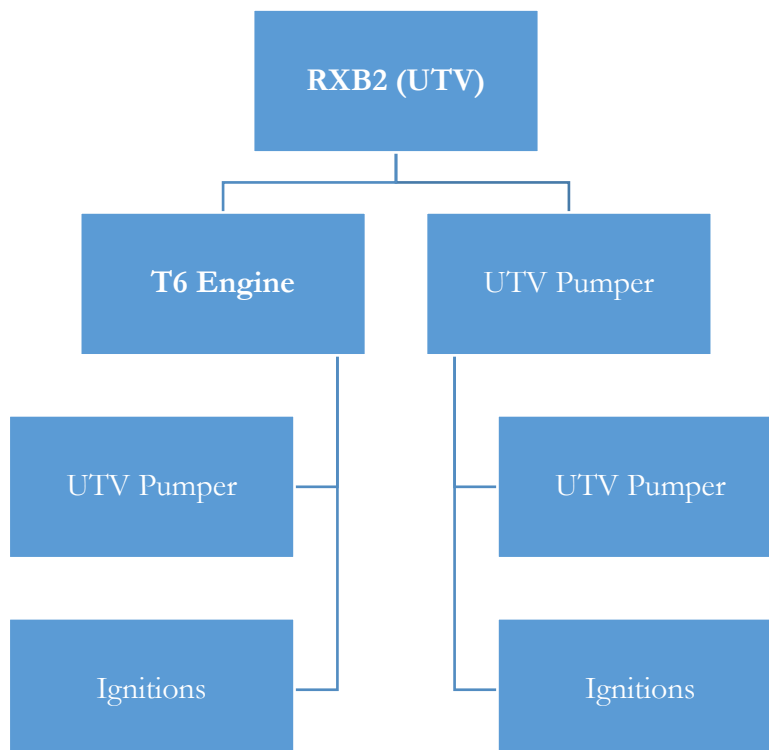 RXB2 (UTV)
T6 Engine
UTV Pumper
UTV Pumper
UTV Pumper
Ignitions
Ignitions